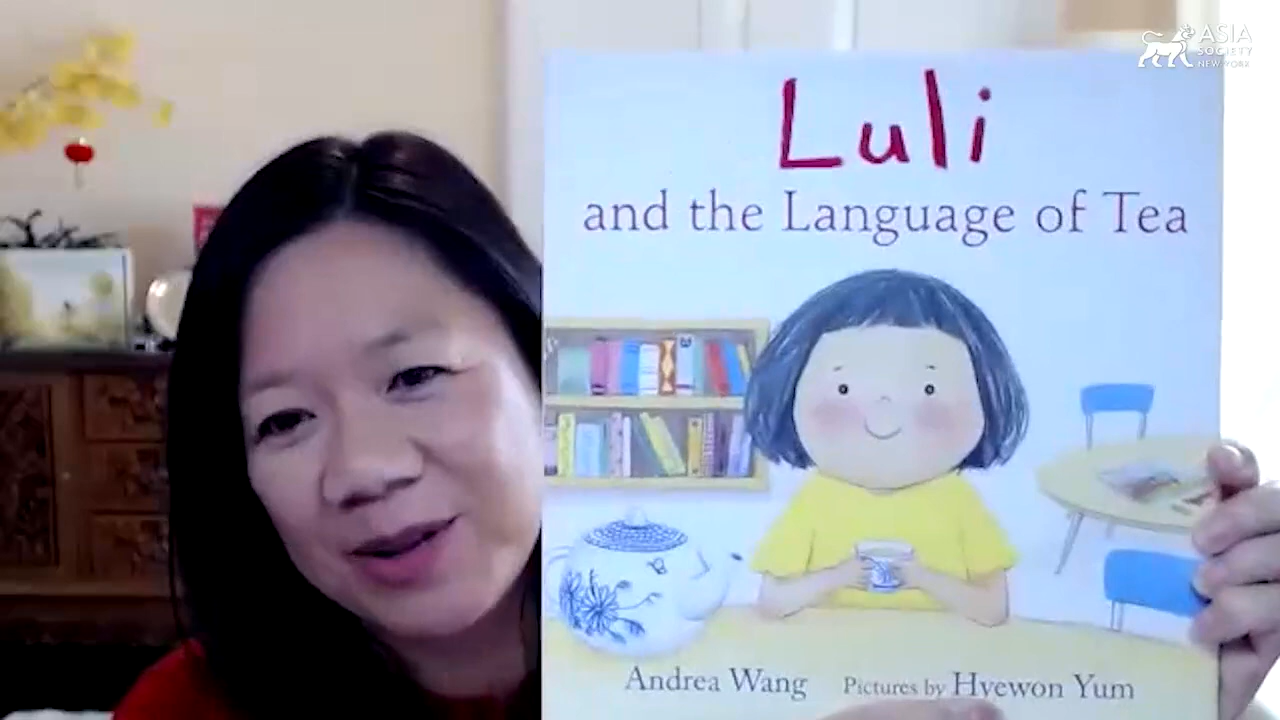 ASIA
SOCIETY
NEW YORK
Luli
and the Language of Tea
Andrea Wang Pictures by Hyewon Yum